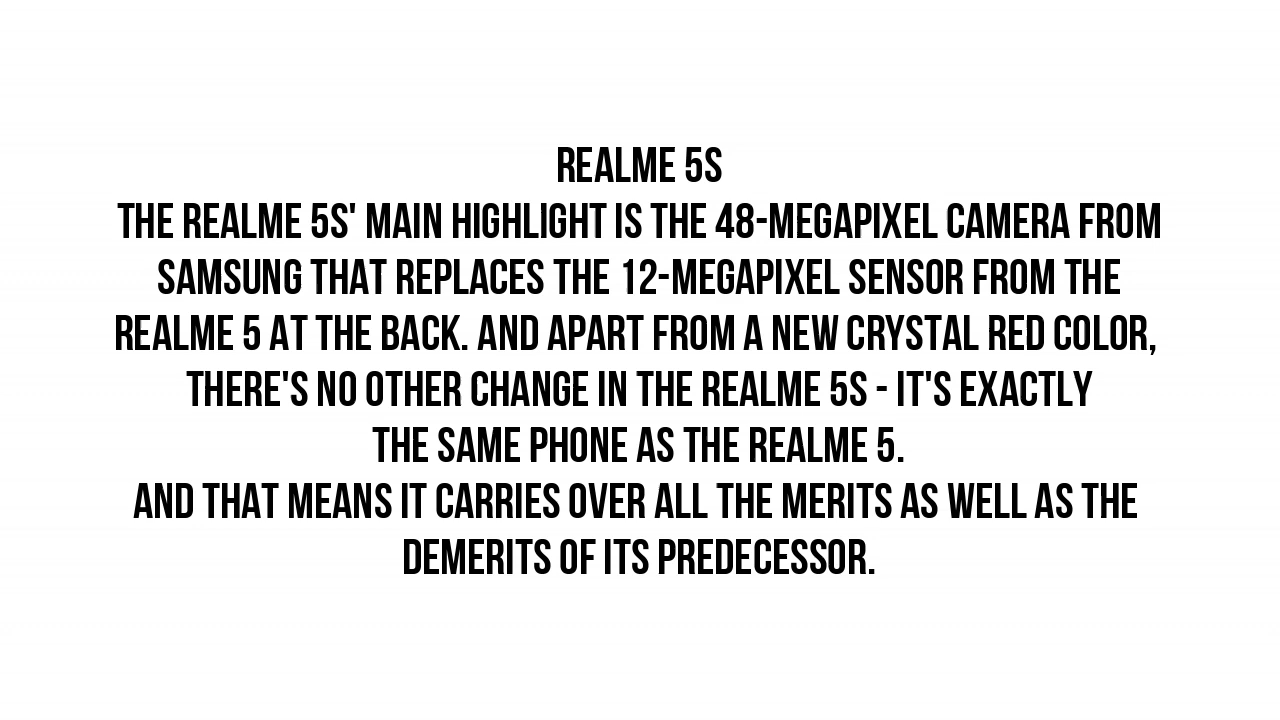 REALME 5S
THE REALME 5S' MAIN HIGHLIGHT IS THE 48-MEGAPIXEL CAMERA FROM
SAMSUNG THAT REPLACES THE 12-MEGAPIXEL SENSOR FROM THE
REALME 5 AT THE BACK. AND APART FROM A NEW CRYSTAL RED COLOR,
THERE'S NO OTHER CHANGE IN THE REALME 5S - IT'S EXACTLY
THE SAME PHONE AS THE REALME 5.
AND THAT MEANS IT CARRIES OVER ALL THE MERITS AS WELL AS THE
DEMERITS OF ITS PREDECESSOR.